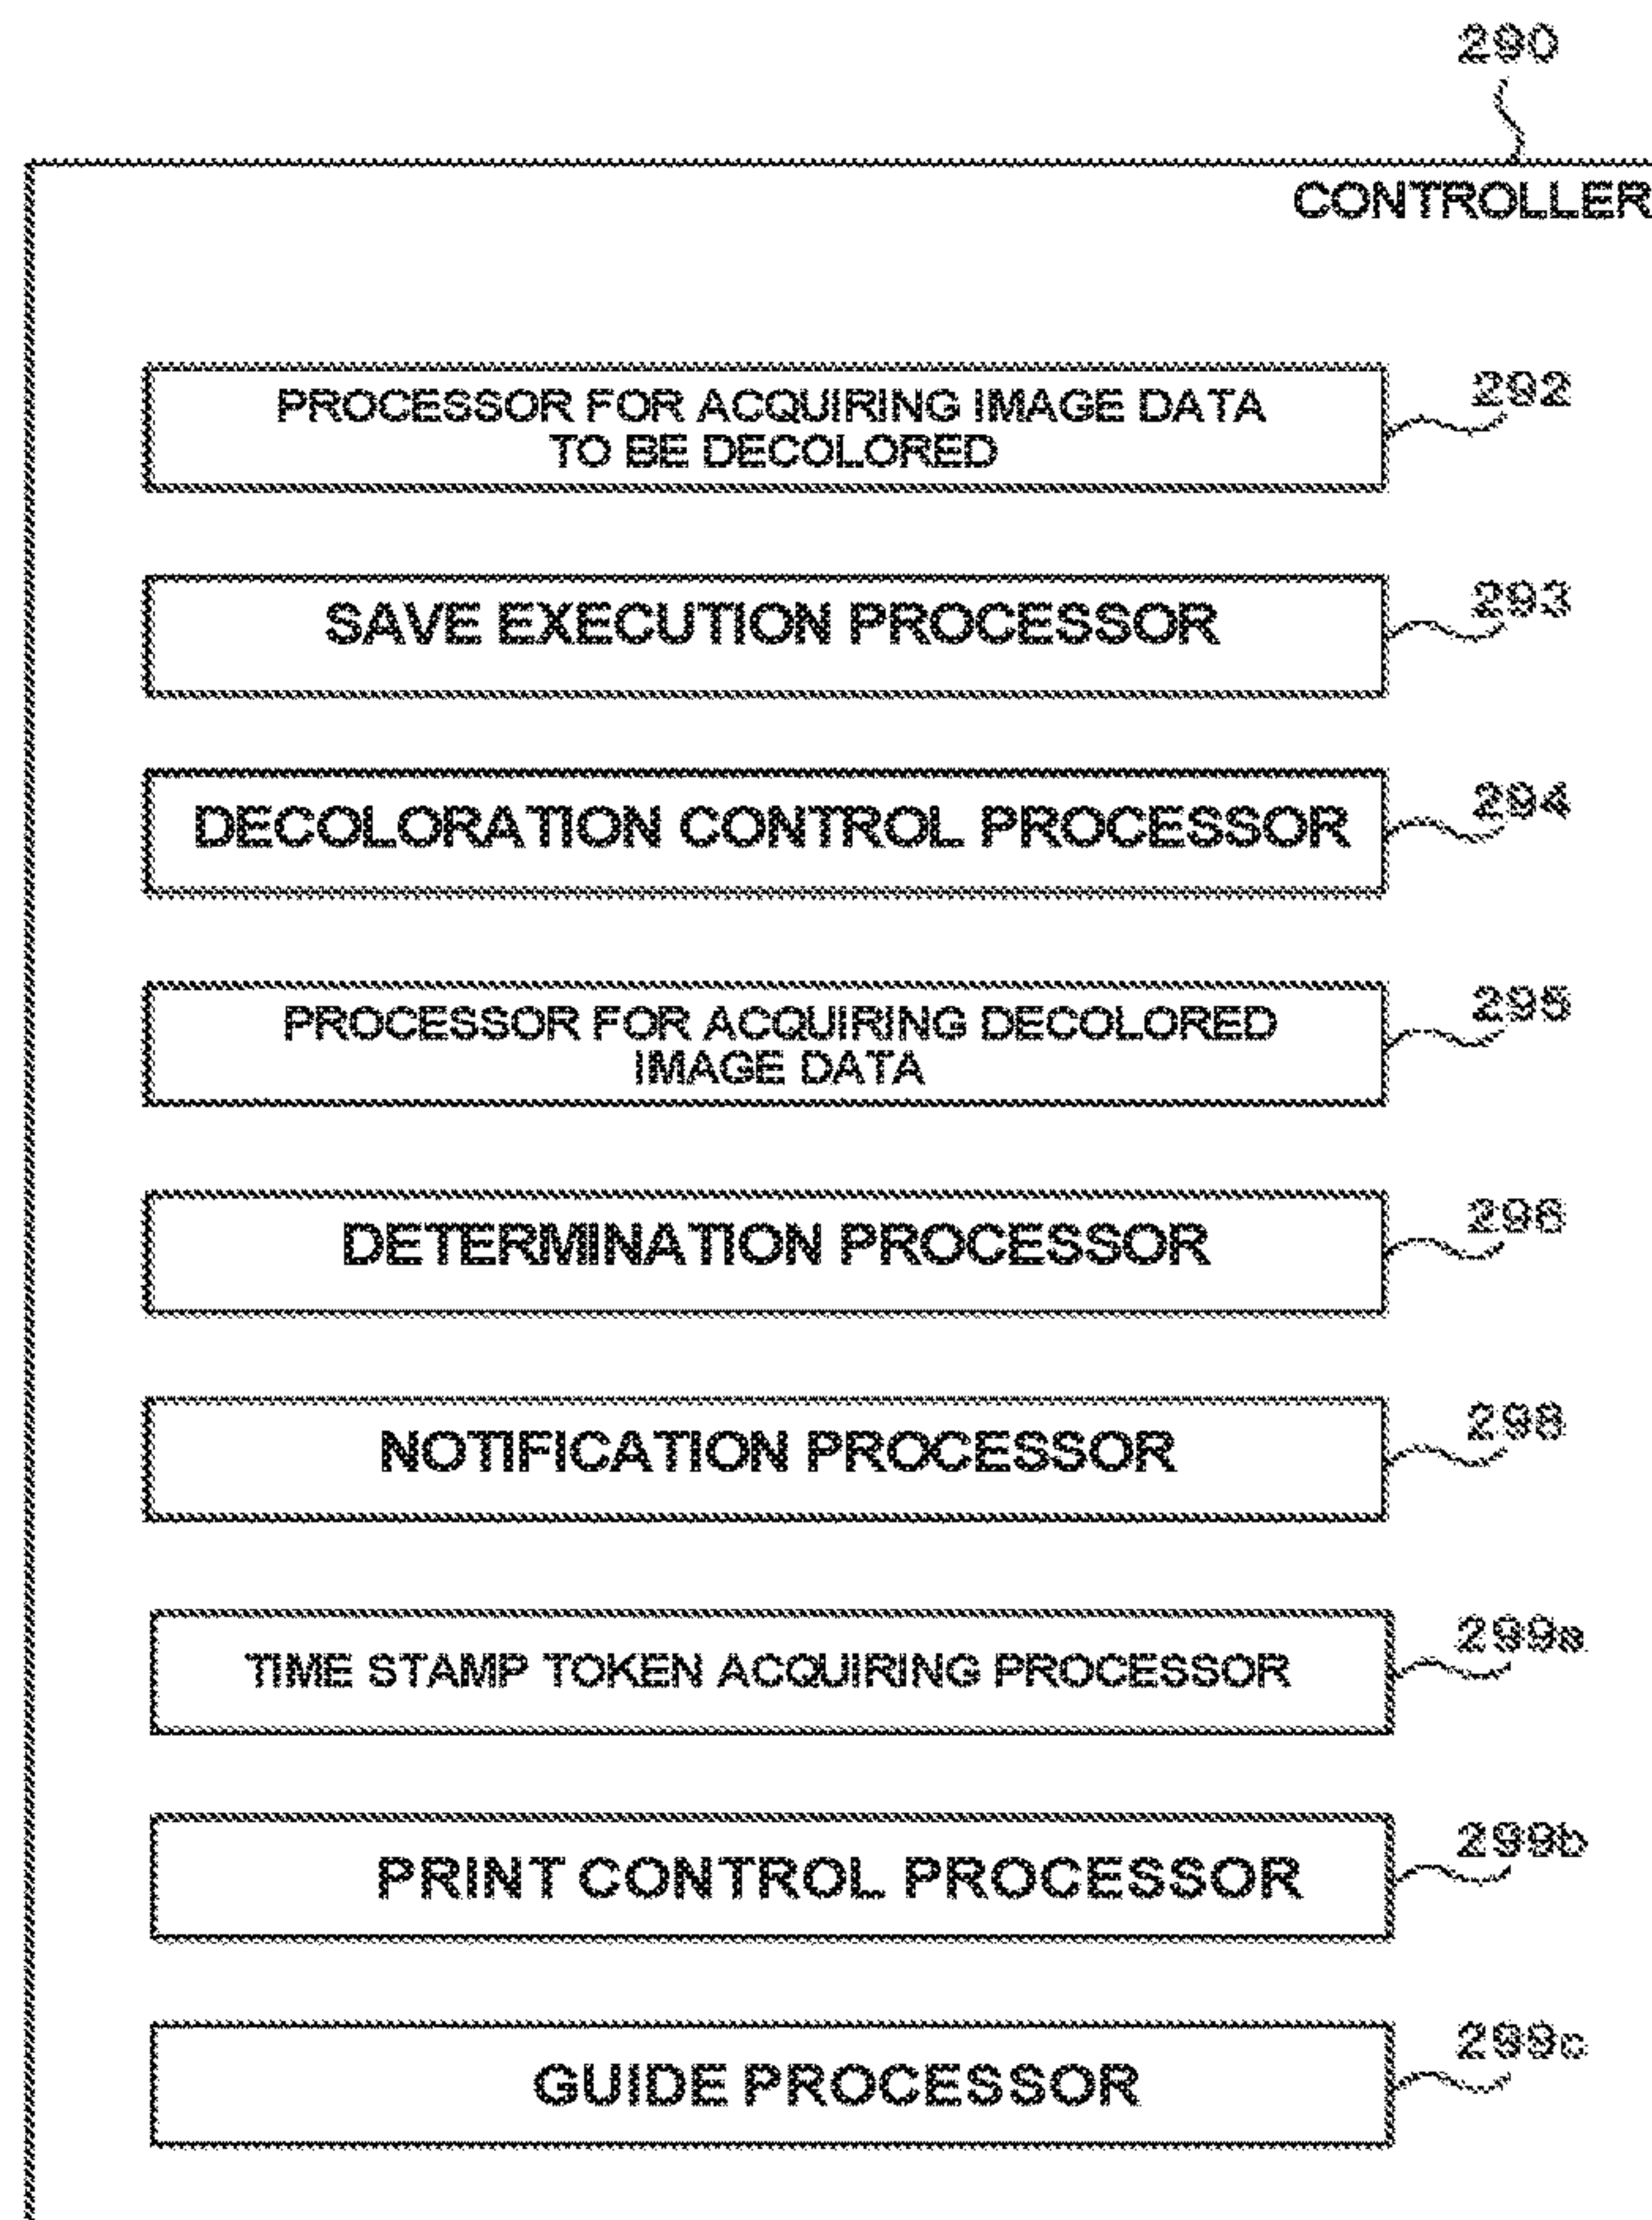 290
CONTROLLER
PROCESSOR FOR ACQUIRING IMAGE DATA
TO BE DECOLORED
292
SAVE EXECUTION PROCESSOR
293
DECOLORATION CONTROL PROCESSOR
294
PROCESSOR FOR ACQUIRING DECOLORED
IMAGE DATA
295
DETERMINATION PROCESSOR
296
NOTIFICATION PROCESSOR
298
TIME STAMP TOKEN ACQUIRING PROCESSOR
299a
PRINT CONTROL PROCESSOR
299b
GUIDE PROCESSOR
299c